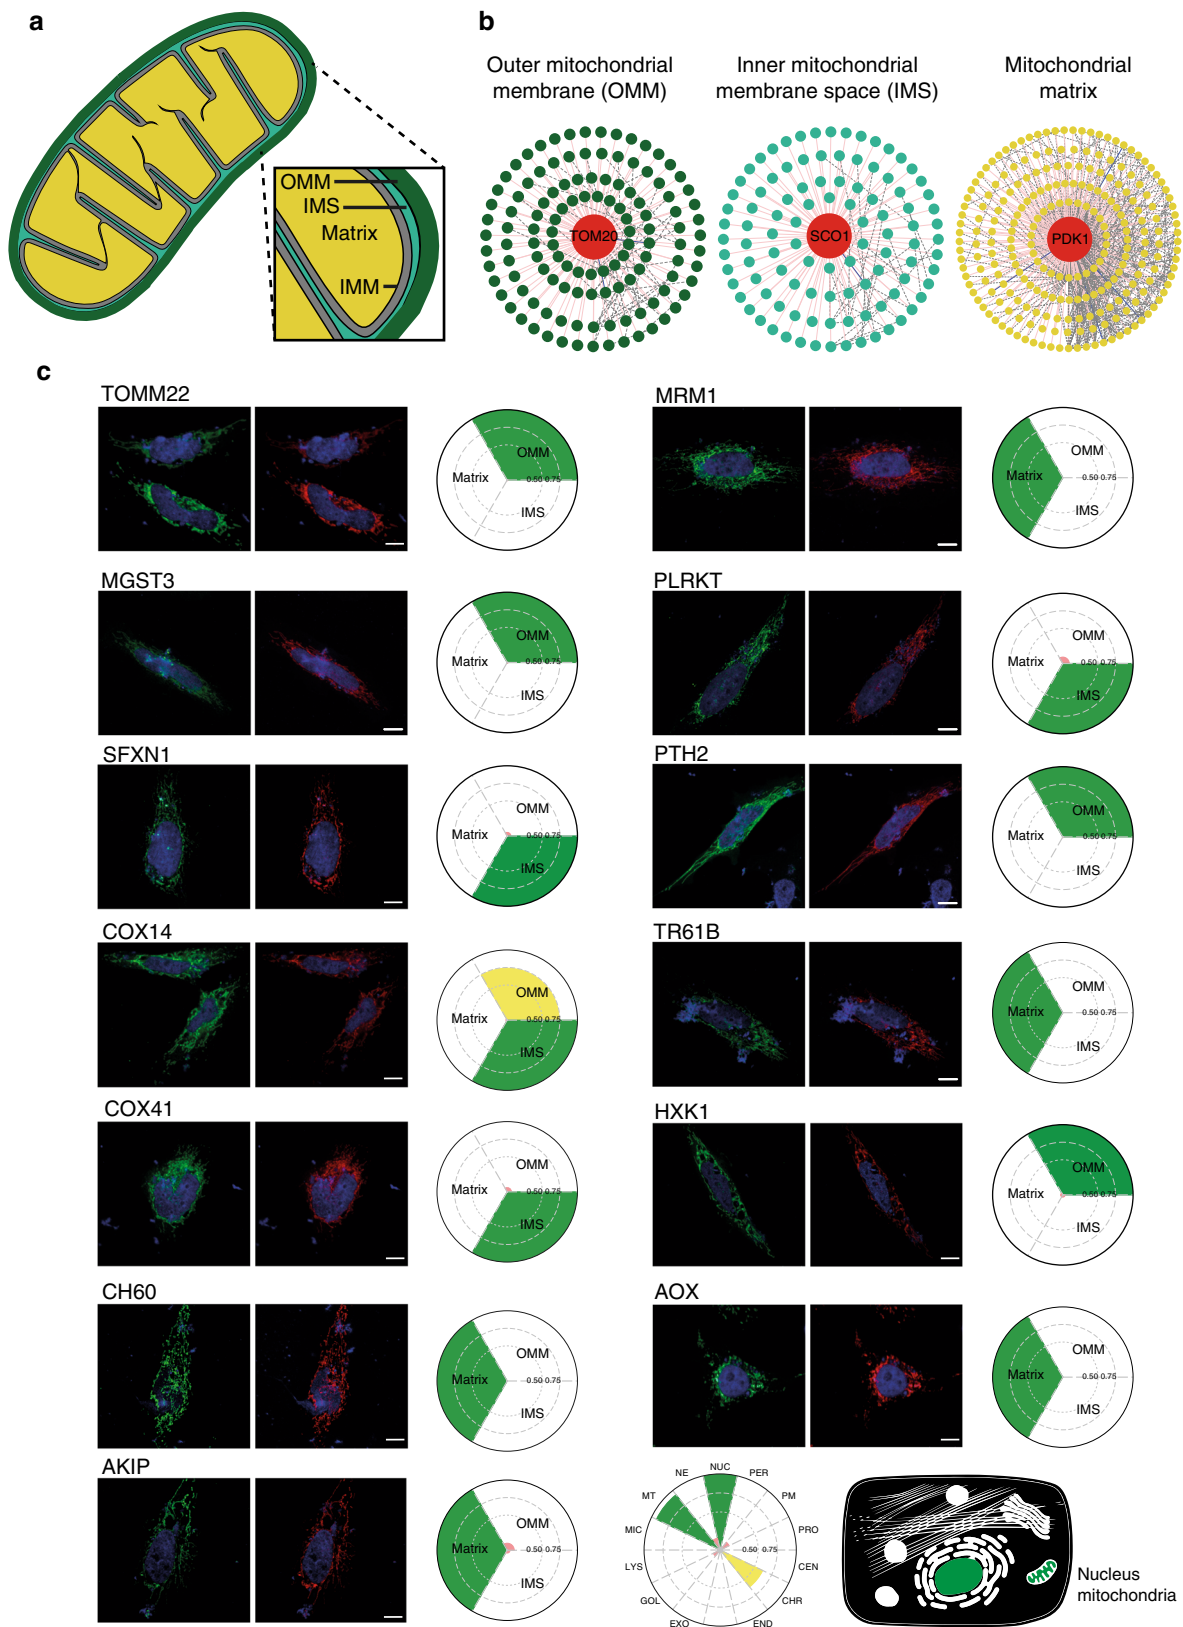 a
OMM
IMS
Matrix
IMM
b
Outer mitochondrial
membrane (OMM)
TOM20
Inner mitochondrial
membrane space (IMS)
SCO1
Mitochondrial
matrix
PDK1
c
TOMM22
OMM
Matrix
0.50 0.75
IMS
MRM1
OMM
Matrix
0.50 0.75
IMS
MGST3
OMM
Matrix
0.50 0.75
IMS
PLRKT
OMM
Matrix
0.50 0.75
IMS
SFXN1
OMM
Matrix
0.50 0.75
IMS
PTH2
OMM
Matrix
0.50 0.75
IMS
COX14
OMM
Matrix
0.50 0.75
IMS
TR61B
OMM
Matrix
0.50 0.75
IMS
COX41
OMM
Matrix
0.50 0.75
IMS
HXK1
OMM
Matrix
0.50 0.75
IMS
CH60
OMM
Matrix
0.50 0.75
IMS
AOX
OMM
Matrix
0.50 0.75
IMS
AKIP
OMM
Matrix
0.50 0.75
IMS
NUC
NE
PER
MT
PM
MIC
PRO
0.50 0.75
LYS
CEN
GOL
CHR
EXO
END
Nucleus
mitochondria